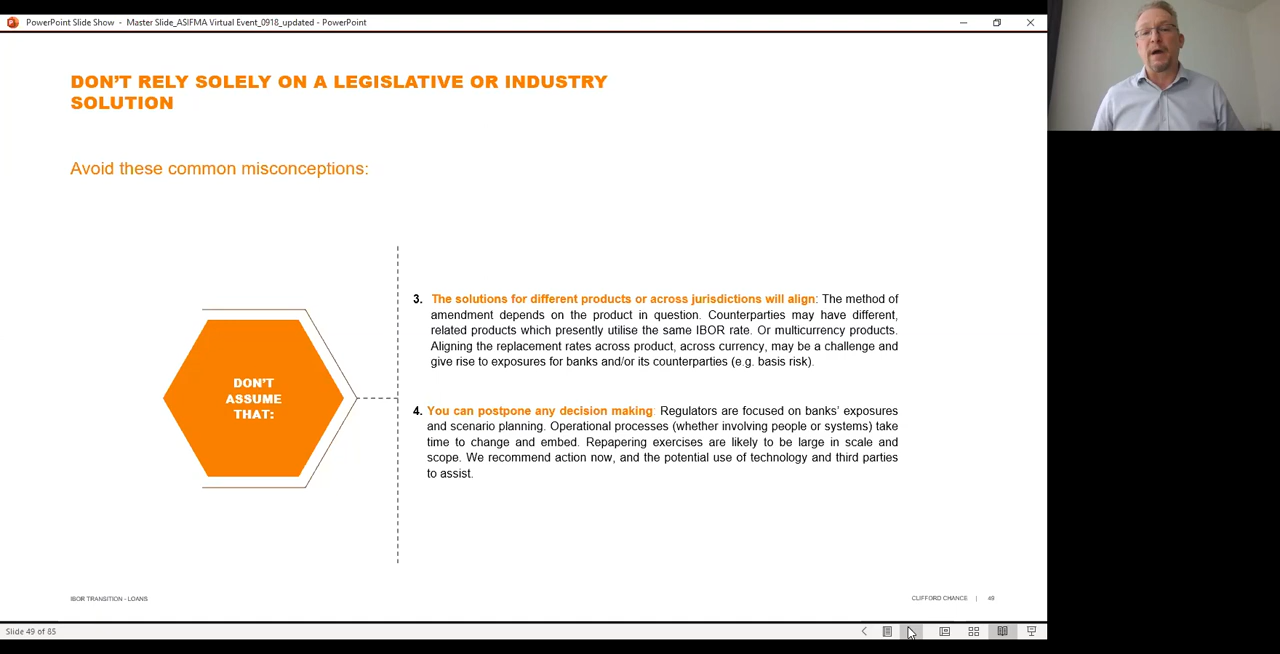 PowerPoint Slide Show - Master Slide_ASIFMA Virtual Event_0918_updated - PowerPoint
DON'T RELY SOLELY ON A LEGISLATIVE OR INDUSTRY
SOLUTION
Avoid these common misconceptions:
DON'T
ASSUME
THAT:
3. The solutions for different products or across jurisdictions will align: The method of
amendment depends on the product in question. Counterparties may have different,
related products which presently utilise the same IBOR rate. Or multicurrency products.
Aligning the replacement rates across product, across currency, may be a challenge and
give rise to exposures for banks and/or its counterparties (e.g. basis risk).
4. You can postpone any decision making: Regulators are focused on banks' exposures
and scenario planning. Operational processes (whether involving people or systems) take
time to change and embed. Repapering exercises are likely to be large in scale and
scope. We recommend action now, and the potential use of technology and third parties
to assist.
IBOR TRANSITION - LOANS
CLIFFORD CHANCE | 49
Slide 49 of 85